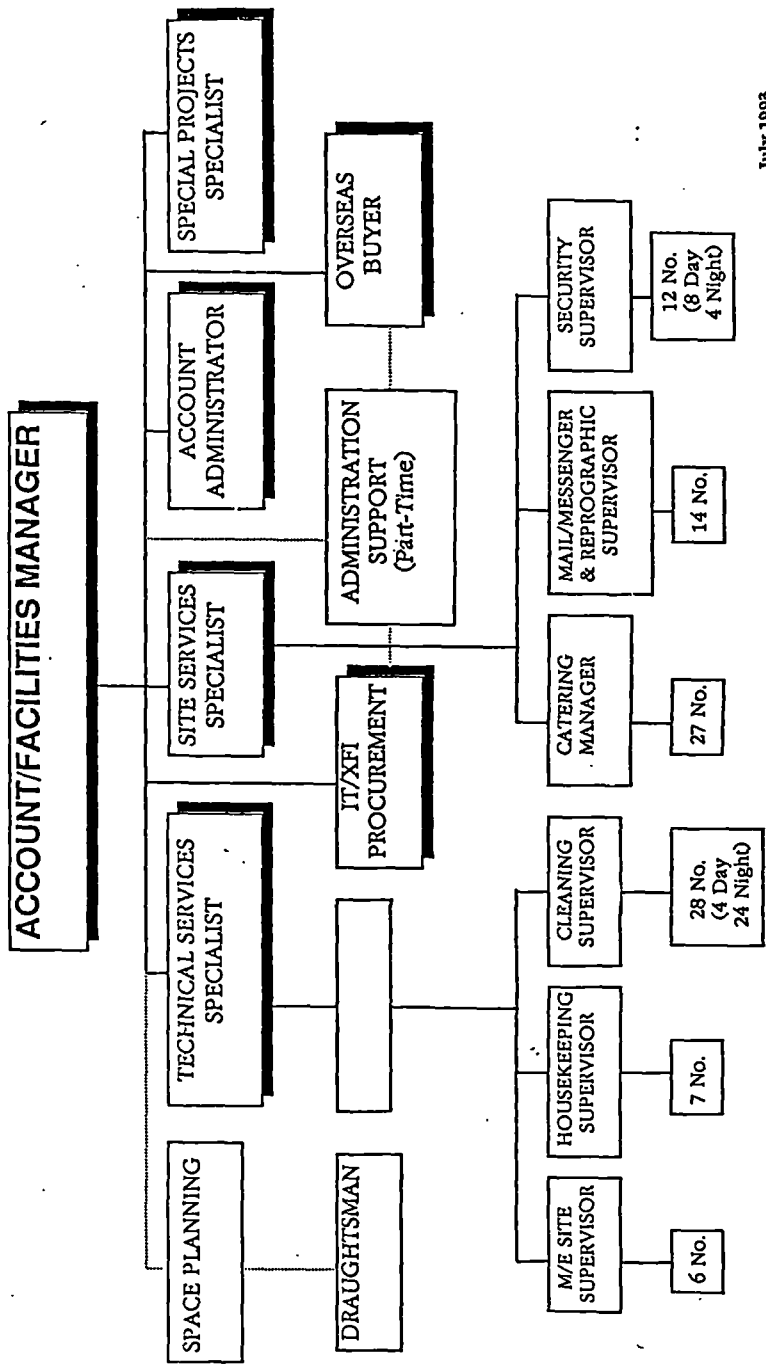 ACCOUNT/FACILITIES MANAGER
SPACE PLANNING
TECHNICAL SERVICES
SPECIALIST
SITE SERVICES
SPECIALIST
ACCOUNT
ADMINISTRATOR
SPECIAL PROJECTS
SPECIALIST
DRAUGHTSMAN
IT/XFI
PROCUREMENT
ADMINISTRATION
SUPPORT
(Part-Time)
OVERSEAS
BUYER
M/E SITE
SUPERVISOR
HOUSEKEEPING
SUPERVISOR
CLEANING
SUPERVISOR
CATERING
MANAGER
MAIL/MESSENGER
& REPROGRAPHIC
SUPERVISOR
SECURITY
SUPERVISOR
6 No.
7 No.
28 No.
(4 Day
24 Night)
27 No.
14 No.
12 No.
(8 Day
4 Night)
July 1993